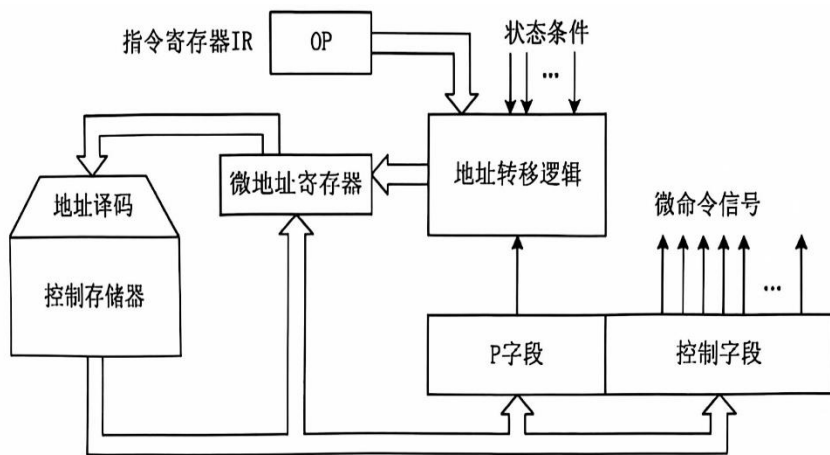 指令寄存器IR
OP
状态条件
...
地址转移逻辑
微地址寄存器
地址译码
控制存储器
微命令信号
...
P字段
控制字段